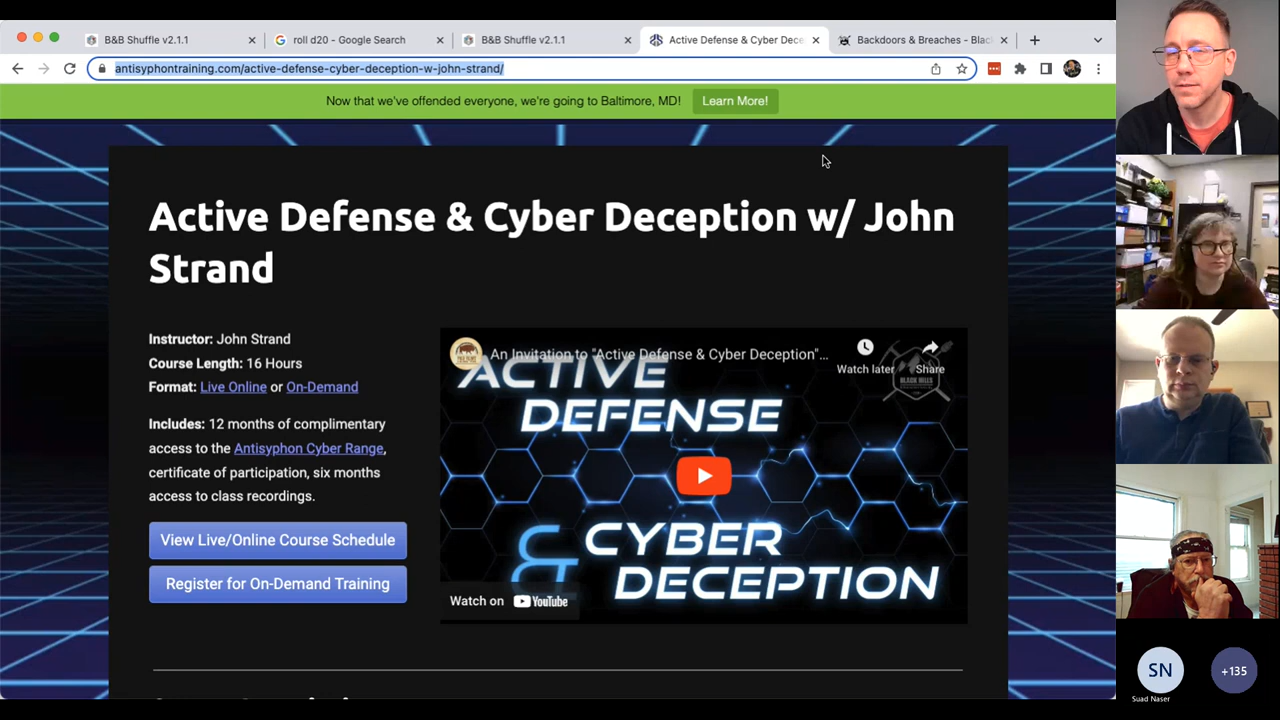 B&B Shuffle v2.1.1
roll d20 - Google Search
B&B Shuffle v2.1.1
Active Defense & Cyber Dece
Backdoors & Breaches - Blac
antisyphontraining.com/active-defense-cyber-deception-w-john-strand/
Now that we've offended everyone, we're going to Baltimore, MD!
Learn More!
Active Defense & Cyber Deception w/ John
Strand
Instructor: John Strand
Course Length: 16 Hours
Format: Live Online or On-Demand
Includes: 12 months of complimentary
access to the Antisyphon Cyber Range,
certificate of participation, six months
access to class recordings.
View Live/Online Course Schedule
Register for On-Demand Training
An Invitation to "Active Defense & Cyber Deception"...
Watch later
Share
BLACK HILLS
ACTIVE
DEFENSE
&
CYBER
DECEPTION
Watch on YouTube
SN
Suad Naser
+135